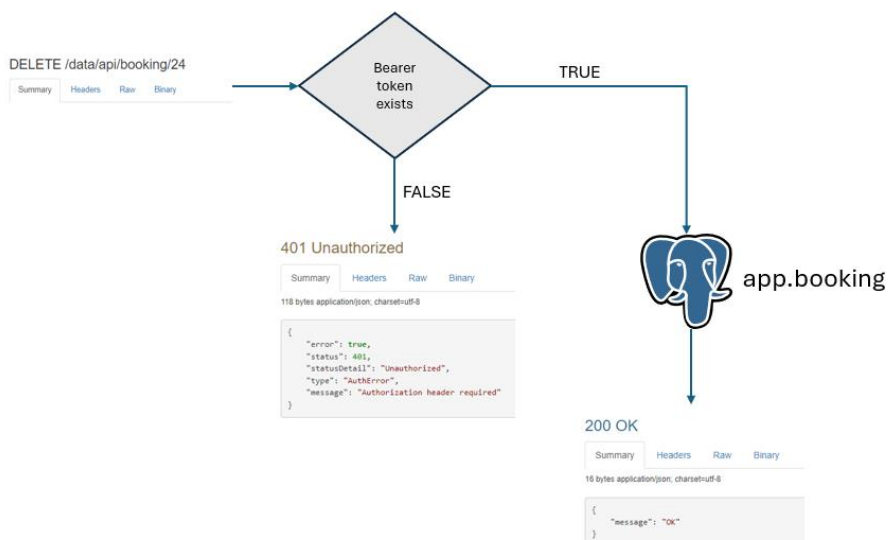 DELETE /data/api/booking/24
Summary Headers Raw Binary
Bearer
token
exists
TRUE
FALSE
401 Unauthorized
Summary Headers Raw Binary
118 bytes application/json; charset=utf-8
{
"error": true,
"status": 401,
"statusDetail": "Unauthorized",
"type": "AuthError",
"message": "Authorization header required"
}
app.booking
200 OK
Summary Headers Raw Binary
16 bytes application/json; charset=utf-8
{
"message": "OK"
}